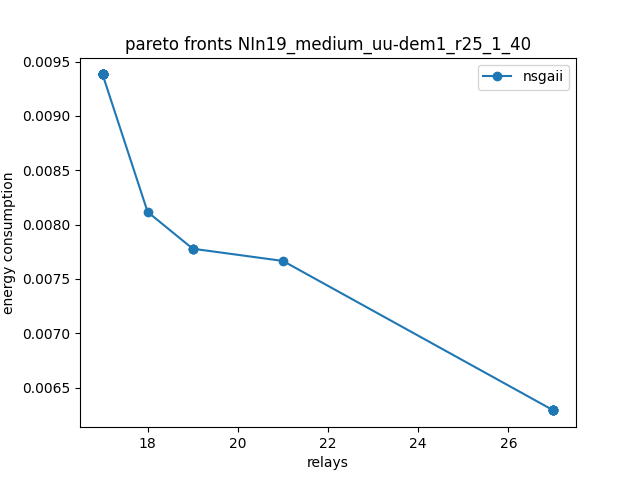 pareto fronts NIn19_medium_uu-dem1_r25_1_40
nsgaii
0.0095
0.0090
0.0085
0.0080
0.0075
0.0070
0.0065
energy consumption
18 20 22 24 26
relays